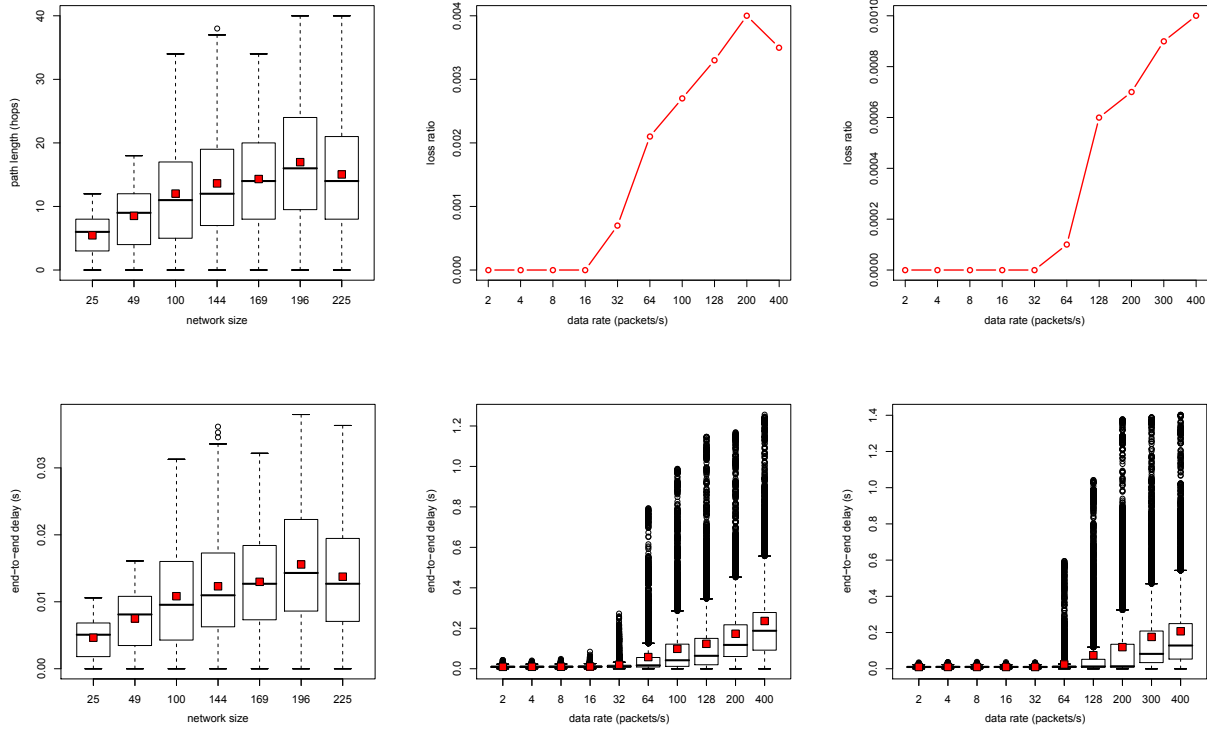 path length (hops)
40
30
20
10
0
25 49 100 144 169 196 225
network size
loss ratio
0.004
0.003
0.002
0.001
0.000
2 4 8 16 32 64 100 128 200 400
data rate (packets/s)
loss ratio
0.0010
0.0008
0.0006
0.0004
0.0002
0.0000
2 4 8 16 32 64 128 200 300 400
data rate (packets/s)
end−to−end delay (s)
0.03
0.02
0.01
0.00
25 49 100 144 169 196 225
network size
end−to−end delay (s)
1.2
1.0
0.8
0.6
0.4
0.2
0.0
2 4 8 16 32 64 100 128 200 400
data rate (packets/s)
end−to−end delay (s)
1.4
1.2
1.0
0.8
0.6
0.4
0.2
0.0
2 4 8 16 32 64 128 200 300 400
data rate (packets/s)